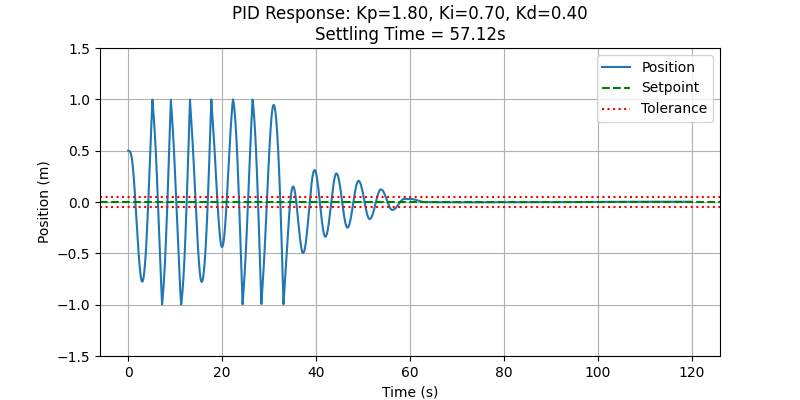 PID Response: Kp=1.80, Ki=0.70, Kd=0.40
Settling Time = 57.12s
Position (m)
1.5
1.0
0.5
0.0
−0.5
−1.0
−1.5
Position
Setpoint
Tolerance
0 20 40 60 80 100 120
Time (s)